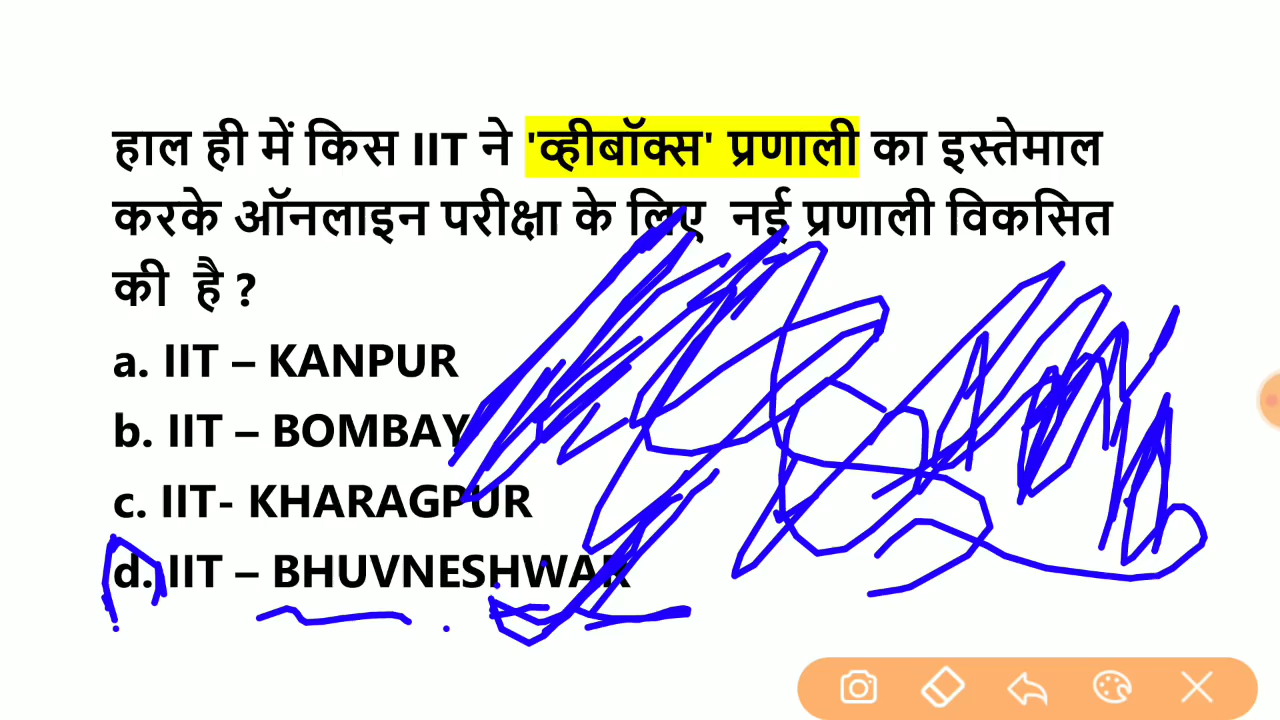 हाल ही में किस IIT ने 'व्हीबॉक्स' प्रणाली का इस्तेमाल
करके ऑनलाइन परीक्षा के लिए नई प्रणाली विकसित
की है ?
a. IIT – KANPUR
b. IIT – BOMBAY
c. IIT- KHARAGPUR
d. IIT – BHUVNESHWAR